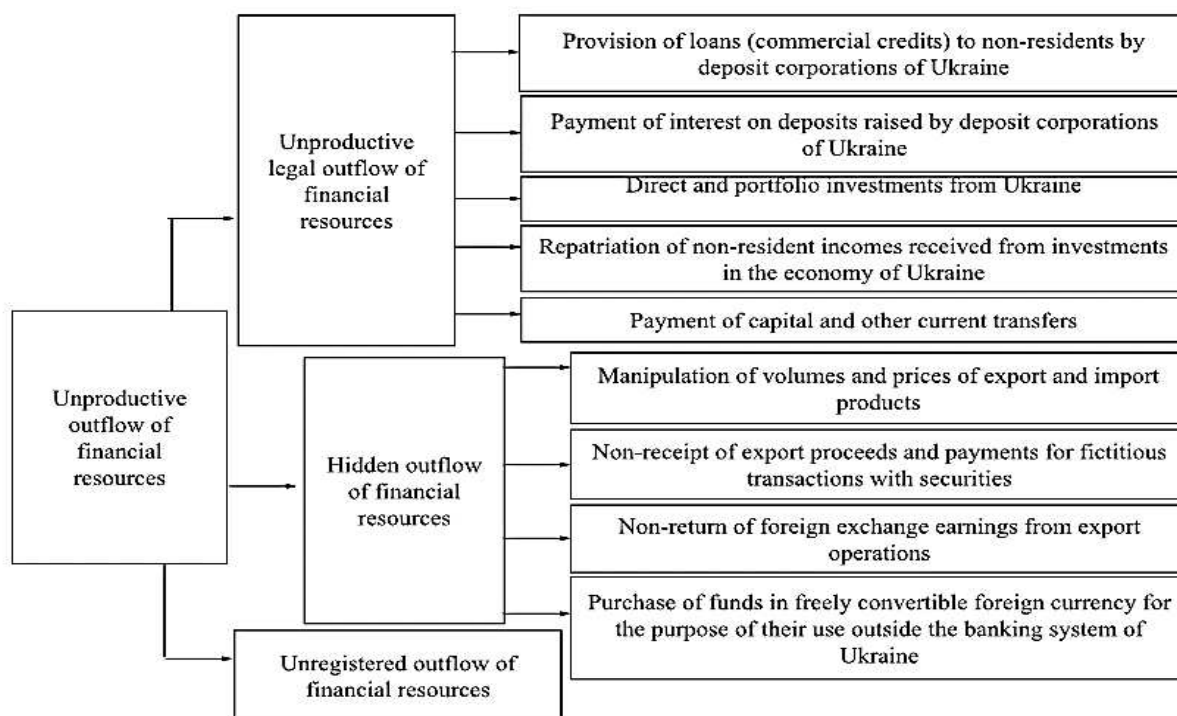 Unproductive
outflow of
financial
resources
Unproductive
legal outflow of
financial
resources
Provision of loans (commercial credits) to non-residents by
deposit corporations of Ukraine
Payment of interest on deposits raised by deposit corporations
of Ukraine
Direct and portfolio investments from Ukraine
Repatriation of non-resident incomes received from investments
in the economy of Ukraine
Payment of capital and other current transfers
Hidden outflow
of financial
resources
Manipulation of volumes and prices of export and import
products
Non-receipt of export proceeds and payments for fictitious
transactions with securities
Non-return of foreign exchange earnings from export
operations
Purchase of funds in freely convertible foreign currency for
the purpose of their use outside the banking system of
Ukraine
Unregistered outflow of
financial resources